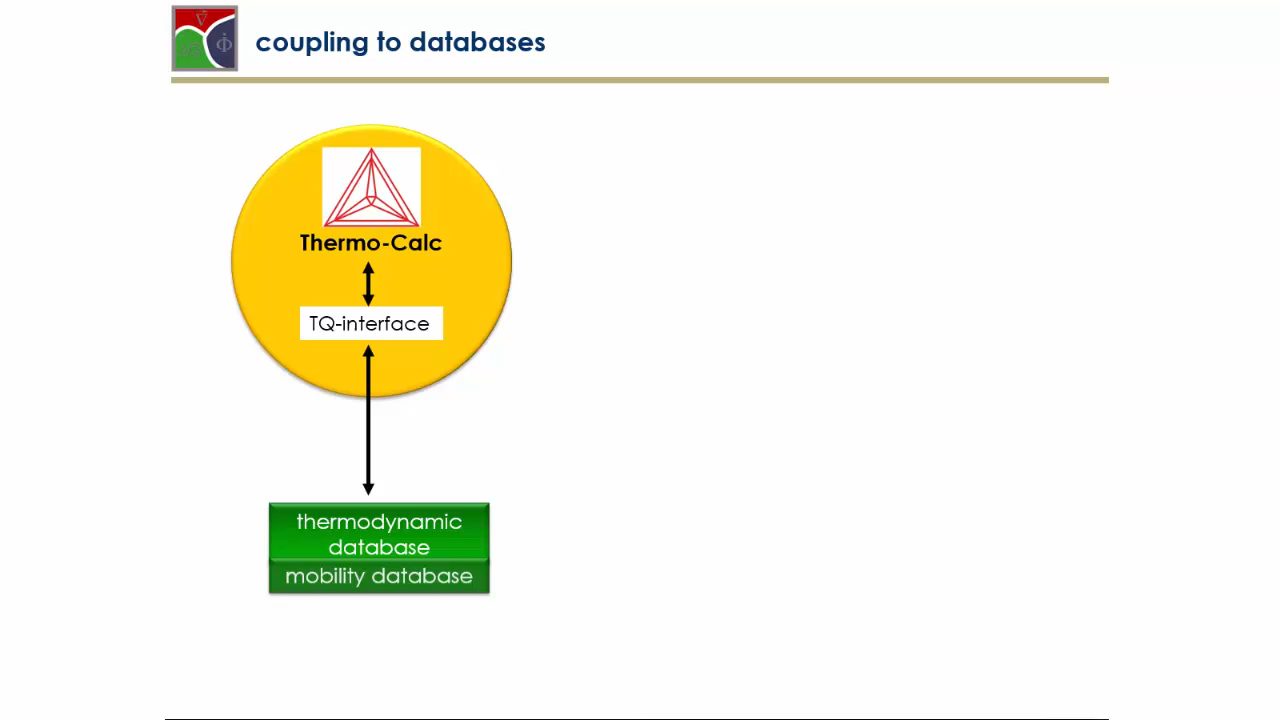 coupling to databases
Thermo-Calc
TQ-interface
thermodynamic
database
mobility database